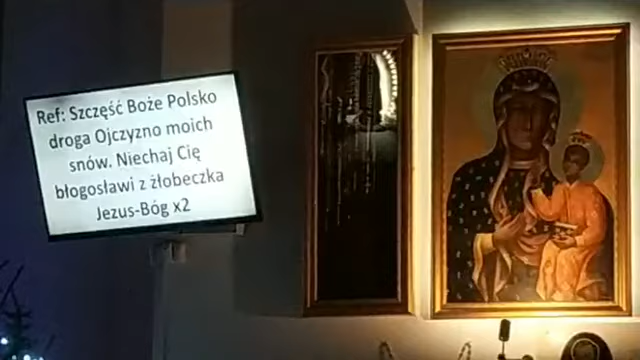 Ref: Szczęść Boże Polsko
droga Ojczyzno moich
snów. Niechaj Cię
błogosławi z żłobeczka
Jezus-Bóg x2